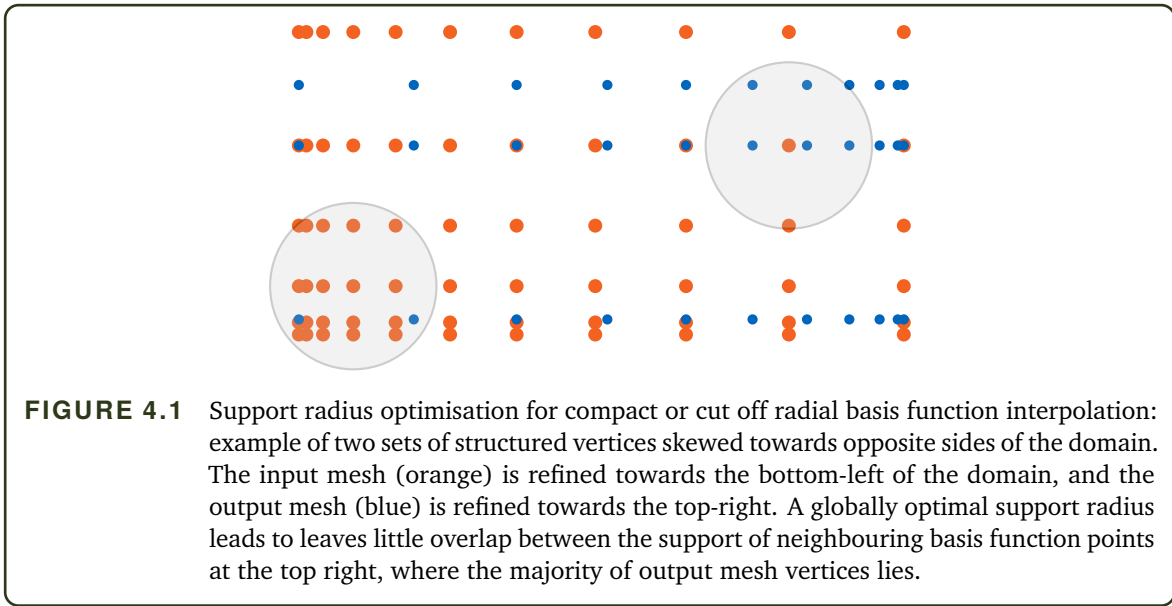 FIGURE 4.1 Support radius optimisation for compact or cut off radial basis function interpolation:
example of two sets of structured vertices skewed towards opposite sides of the domain.
The input mesh (orange) is refined towards the bottom-left of the domain, and the
output mesh (blue) is refined towards the top-right. A globally optimal support radius
leads to leaves little overlap between the support of neighbouring basis function points
at the top right, where the majority of output mesh vertices lies.